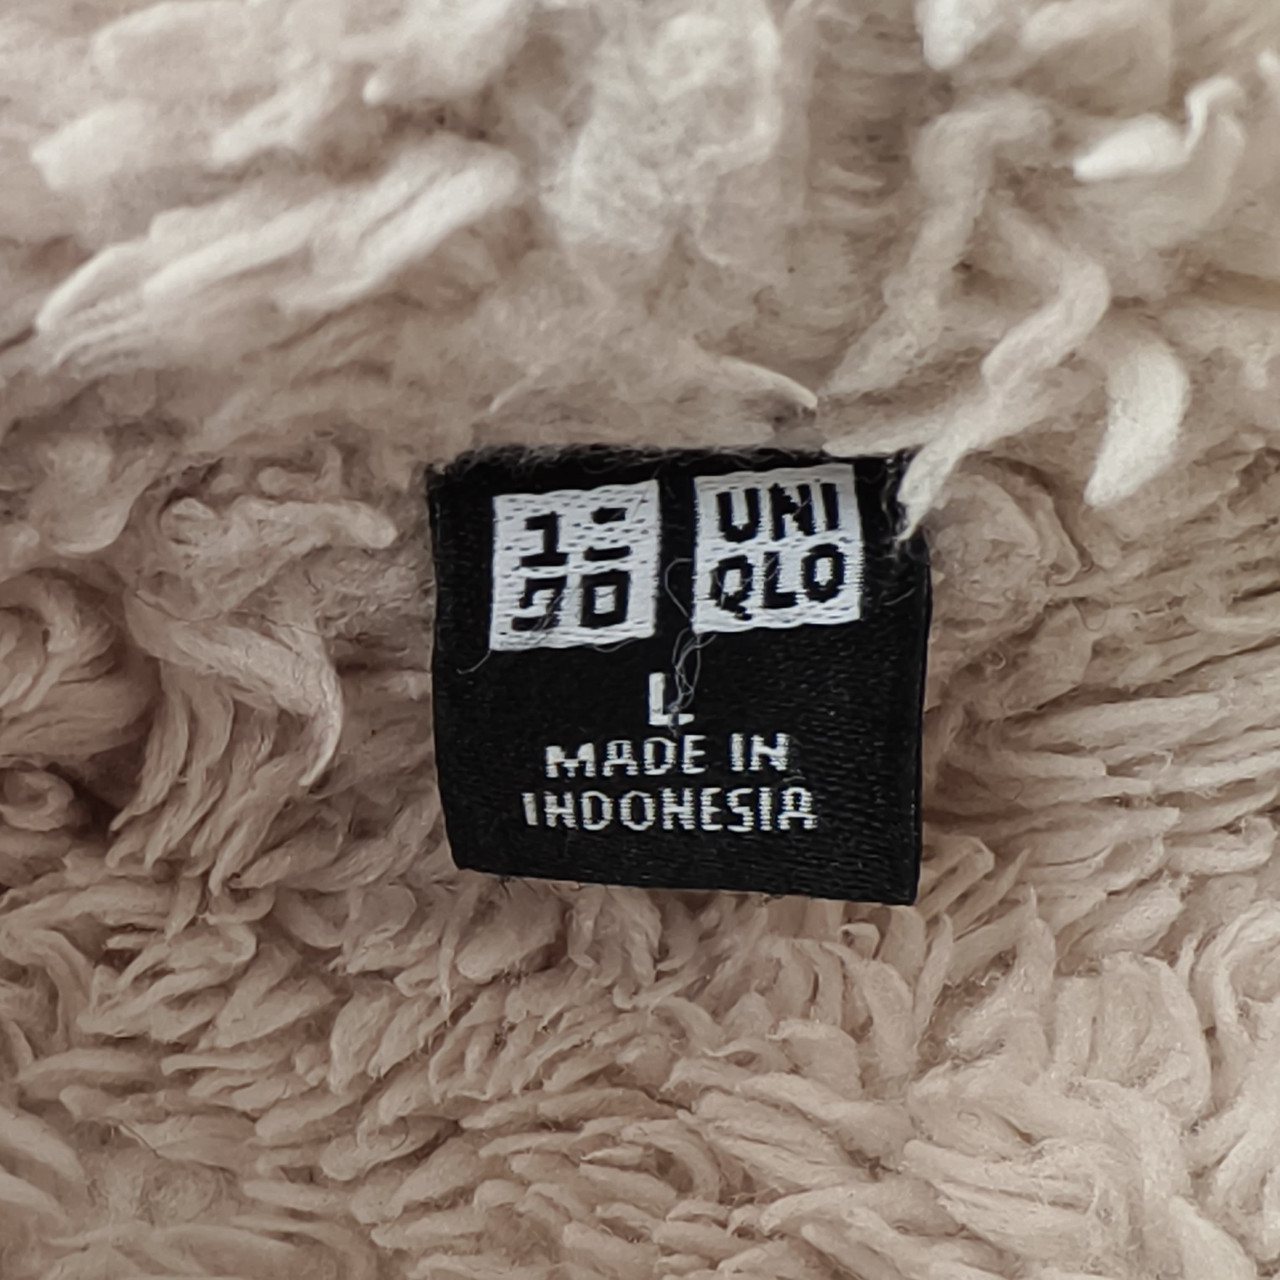 ユニ
クロ
UNI
QLO
L
MADE IN
INDONESIA